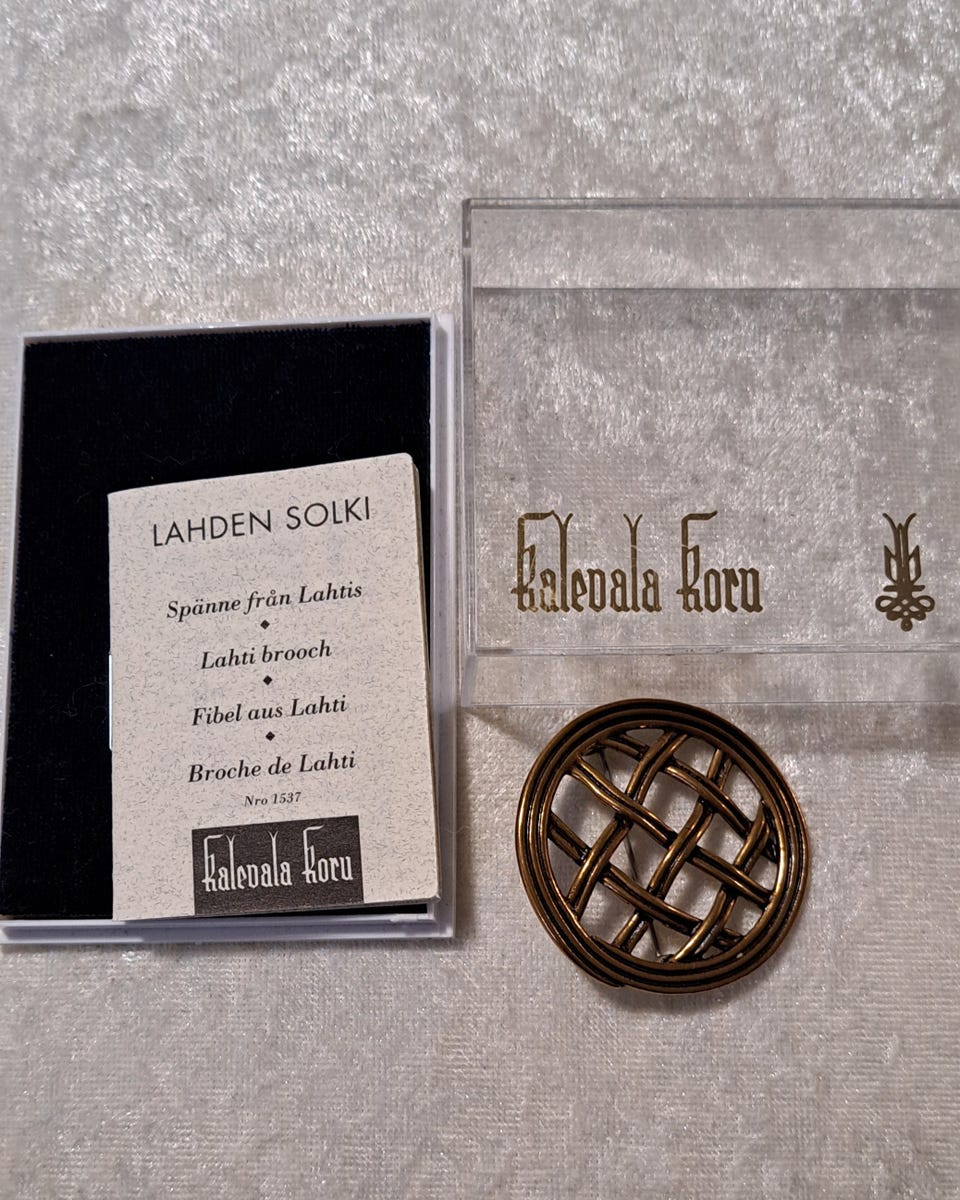 LAHDEN SOLKI
Spänne från Lahtis
Lahti brooch
Fibel aus Lahti
Broche de Lahti
Nro 1537
Kalevala Koru
Kalevala Koru